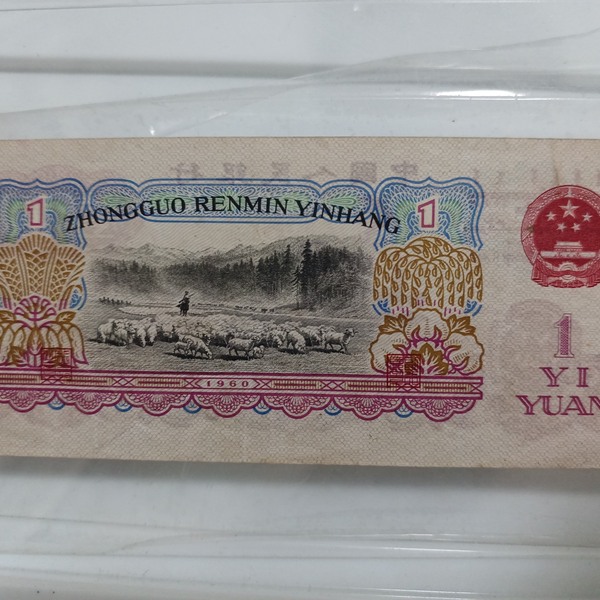 1
ZHONGGUO RENMIN YINHANG
1
1960
1
YI
YUAN